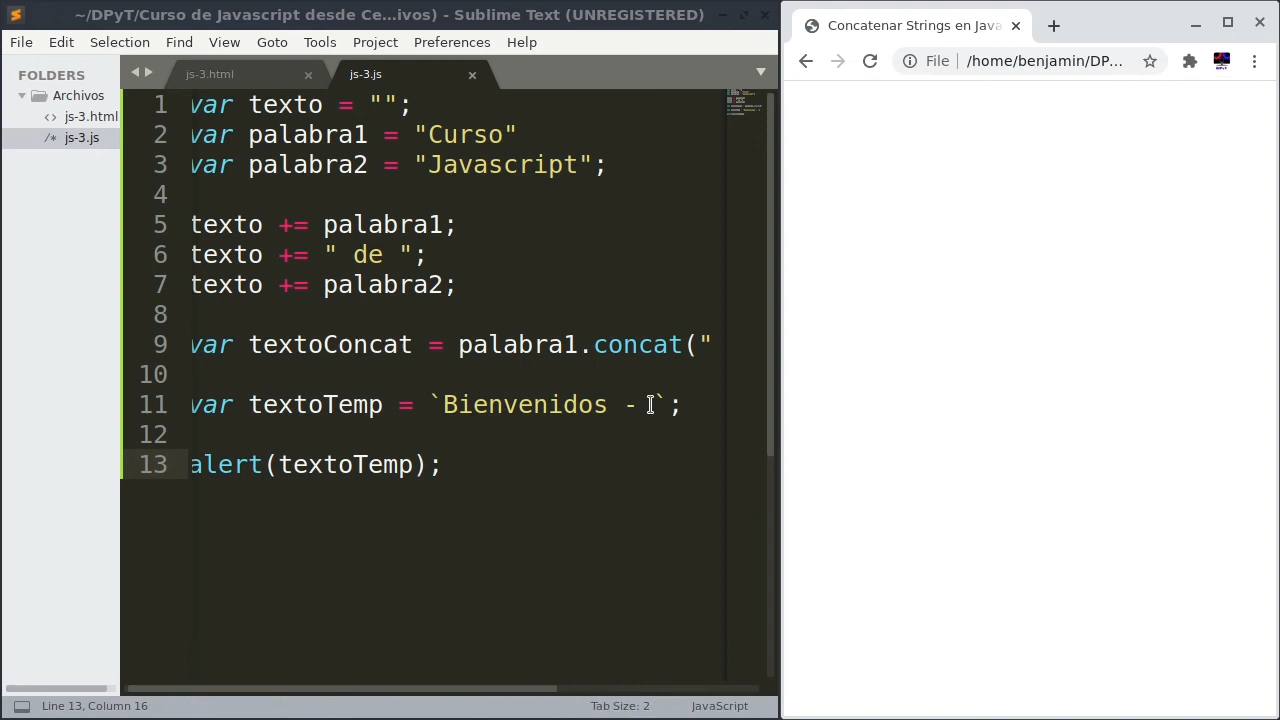 ~/DPyT/Curso de Javascript desde Ce...ivos) - Sublime Text (UNREGISTERED)
File Edit Selection Find View Goto Tools Project Preferences Help
FOLDERS
Archivos
js-3.html
js-3.js
js-3.html
js-3.js
1 var texto = "";
2 var palabra1 = "Curso"
3 var palabra2 = "Javascript";
4
5 texto += palabra1;
6 texto += " de ";
7 texto += palabra2;
8
9 var textoConcat = palabra1.concat("
10
11 var textoTemp = `Bienvenidos - `;
12
13 alert(textoTemp);
Line 13, Column 16
Tab Size: 2
JavaScript
Concatenar Strings en Java
File
/home/benjamin/DP...